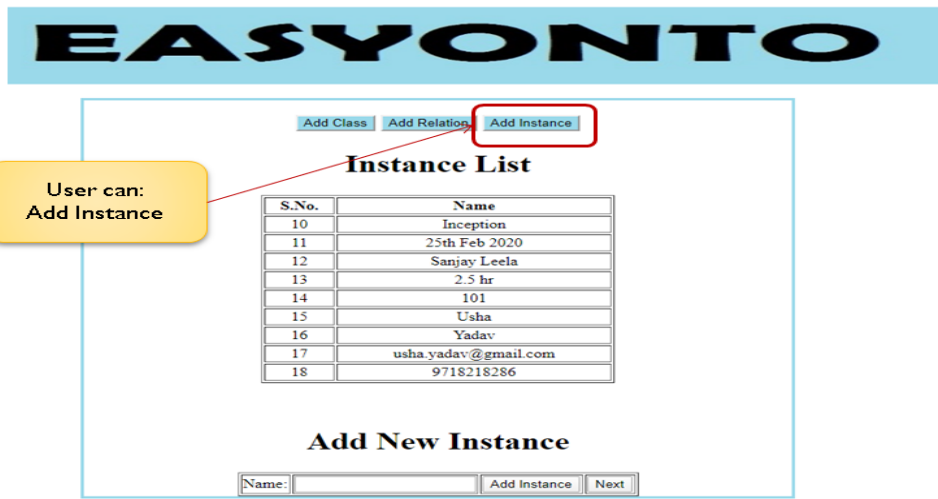 EASYONTO
Add Class Add Relation Add Instance
User can:
Add Instance
Instance List
S.No. Name
10 Inception
11 25th Feb 2020
12 Sanjay Leela
13 2.5 hr
14 101
15 Usha
16 Yadav
17 usha.yadav@gmail.com
18 9718218286
Add New Instance
Name: Add Instance Next